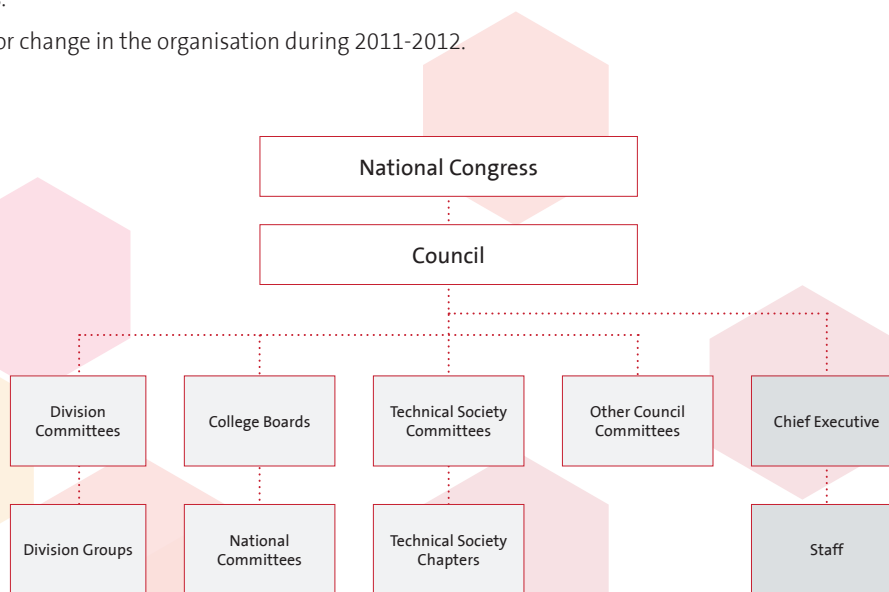 or change in the organisation during 2011-2012.
National Congress
Council
Division
Committees
College Boards
Technical Society
Committees
Other Council
Committees
Chief Executive
Division Groups
National
Committees
Technical Society
Chapters
Staff